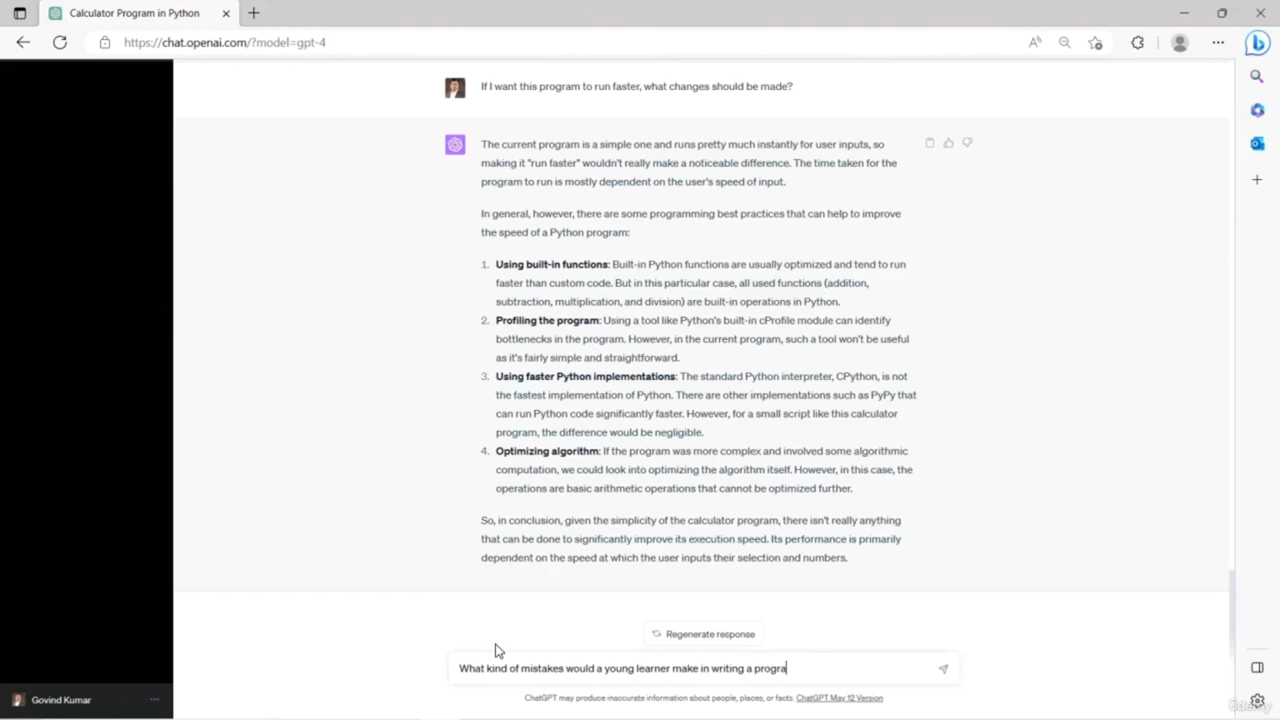 Calculator Program in Python
https://chat.openai.com/?model=gpt-4
If I want this program to run faster, what changes should be made?
The current program is a simple one and runs pretty much instantly for user inputs, so
making it "run faster" wouldn't really make a noticeable difference. The time taken for the
program to run is mostly dependent on the user's speed of input.
In general, however, there are some programming best practices that can help to improve
the speed of a Python program:
1. Using built-in functions: Built-in Python functions are usually optimized and tend to run
faster than custom code. But in this particular case, all used functions (addition,
subtraction, multiplication, and division) are built-in operations in Python.
2. Profiling the program: Using a tool like Python's built-in cProfile module can identify
bottlenecks in the program. However, in the current program, such a tool won't be useful
as it's fairly simple and straightforward.
3. Using faster Python implementations: The standard Python interpreter, CPython, is not
the fastest implementation of Python. There are other implementations such as PyPy that
can run Python code significantly faster. However, for a small script like this calculator
program, the difference would be negligible.
4. Optimizing algorithm: If the program was more complex and involved some algorithmic
computation, we could look into optimizing the algorithm itself. However, in this case, the
operations are basic arithmetic operations that cannot be optimized further.
So, in conclusion, given the simplicity of the calculator program, there isn't really anything
that can be done to significantly improve its execution speed. Its performance is primarily
dependent on the speed at which the user inputs their selection and numbers.
Regenerate response
What kind of mistakes would a young learner make in writing a progra
ChatGPT may produce inaccurate information about people, places, or facts. ChatGPT May 12 Version
Govind Kumar
ûdemy